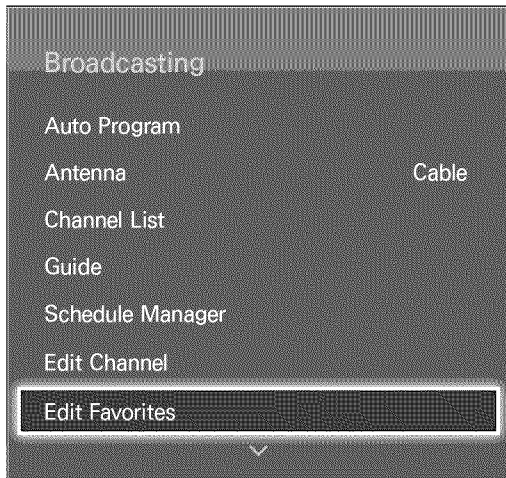 Broadcasting
Auto Program
Antenna Cable
Channel List
Guide
Schedule Manager
Edit Channel
Edit Favorites